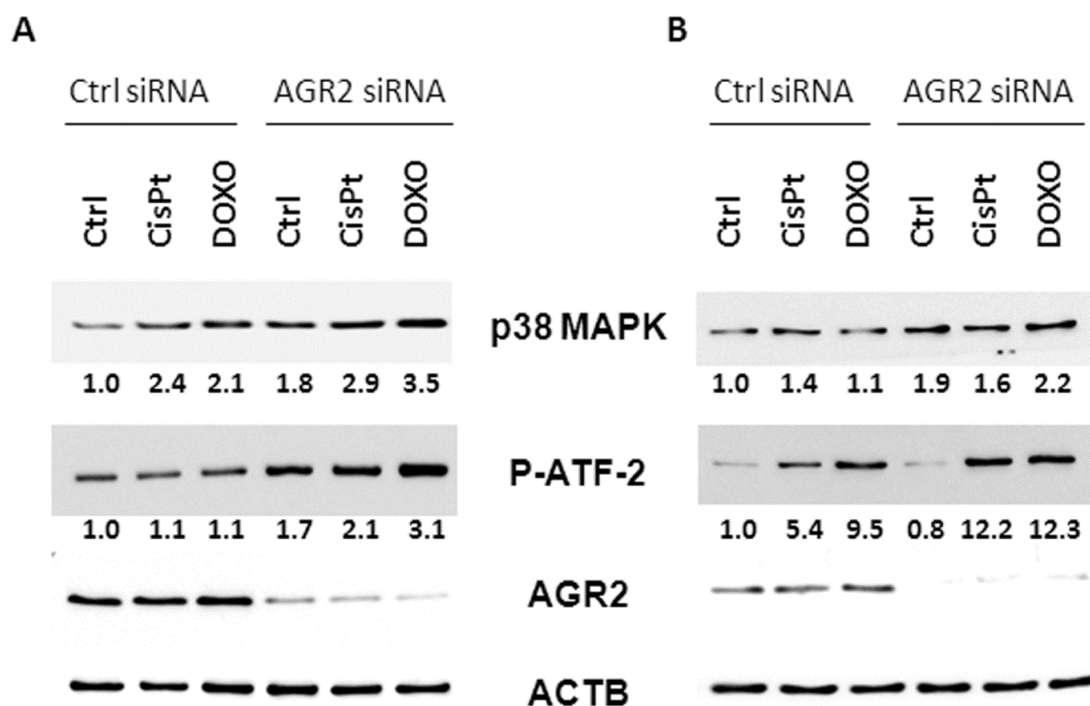 A
B
Ctrl siRNA AGR2 siRNA
Ctrl siRNA AGR2 siRNA
Ctrl CisPt DOXO Ctrl CisPt DOXO
Ctrl CisPt DOXO Ctrl CisPt DOXO
p38 MAPK
1.0 2.4 2.1 1.8 2.9 3.5
1.0 1.4 1.1 1.9 1.6 2.2
P-ATF-2
1.0 1.1 1.1 1.7 2.1 3.1
1.0 5.4 9.5 0.8 12.2 12.3
AGR2
ACTB